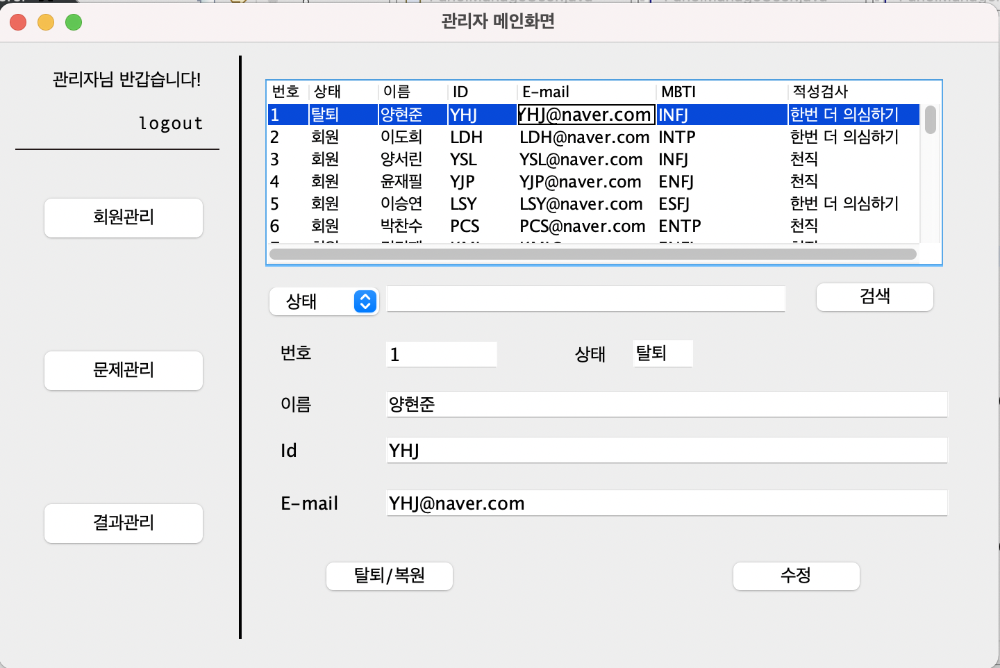 관리자 메인화면
관리자님 반갑습니다!
logout
회원관리
문제관리
결과관리
번호 상태 이름 ID E-mail MBTI 적성검사
1 탈퇴 양현준 YHJ YHJ@naver.com INFJ 한번 더 의심하기
2 회원 이도희 LDH LDH@naver.com INTP 한번 더 의심하기
3 회원 양서린 YSL YSL@naver.com INFJ 천직
4 회원 윤재필 YJP YJP@naver.com ENFJ 천직
5 회원 이승연 LSY LSY@naver.com ESFJ 한번 더 의심하기
6 회원 박찬수 PCS PCS@naver.com ENTP 천직
상태 검색
번호 1 상태 탈퇴
이름 양현준
Id YHJ
E-mail YHJ@naver.com
탈퇴/복원 수정